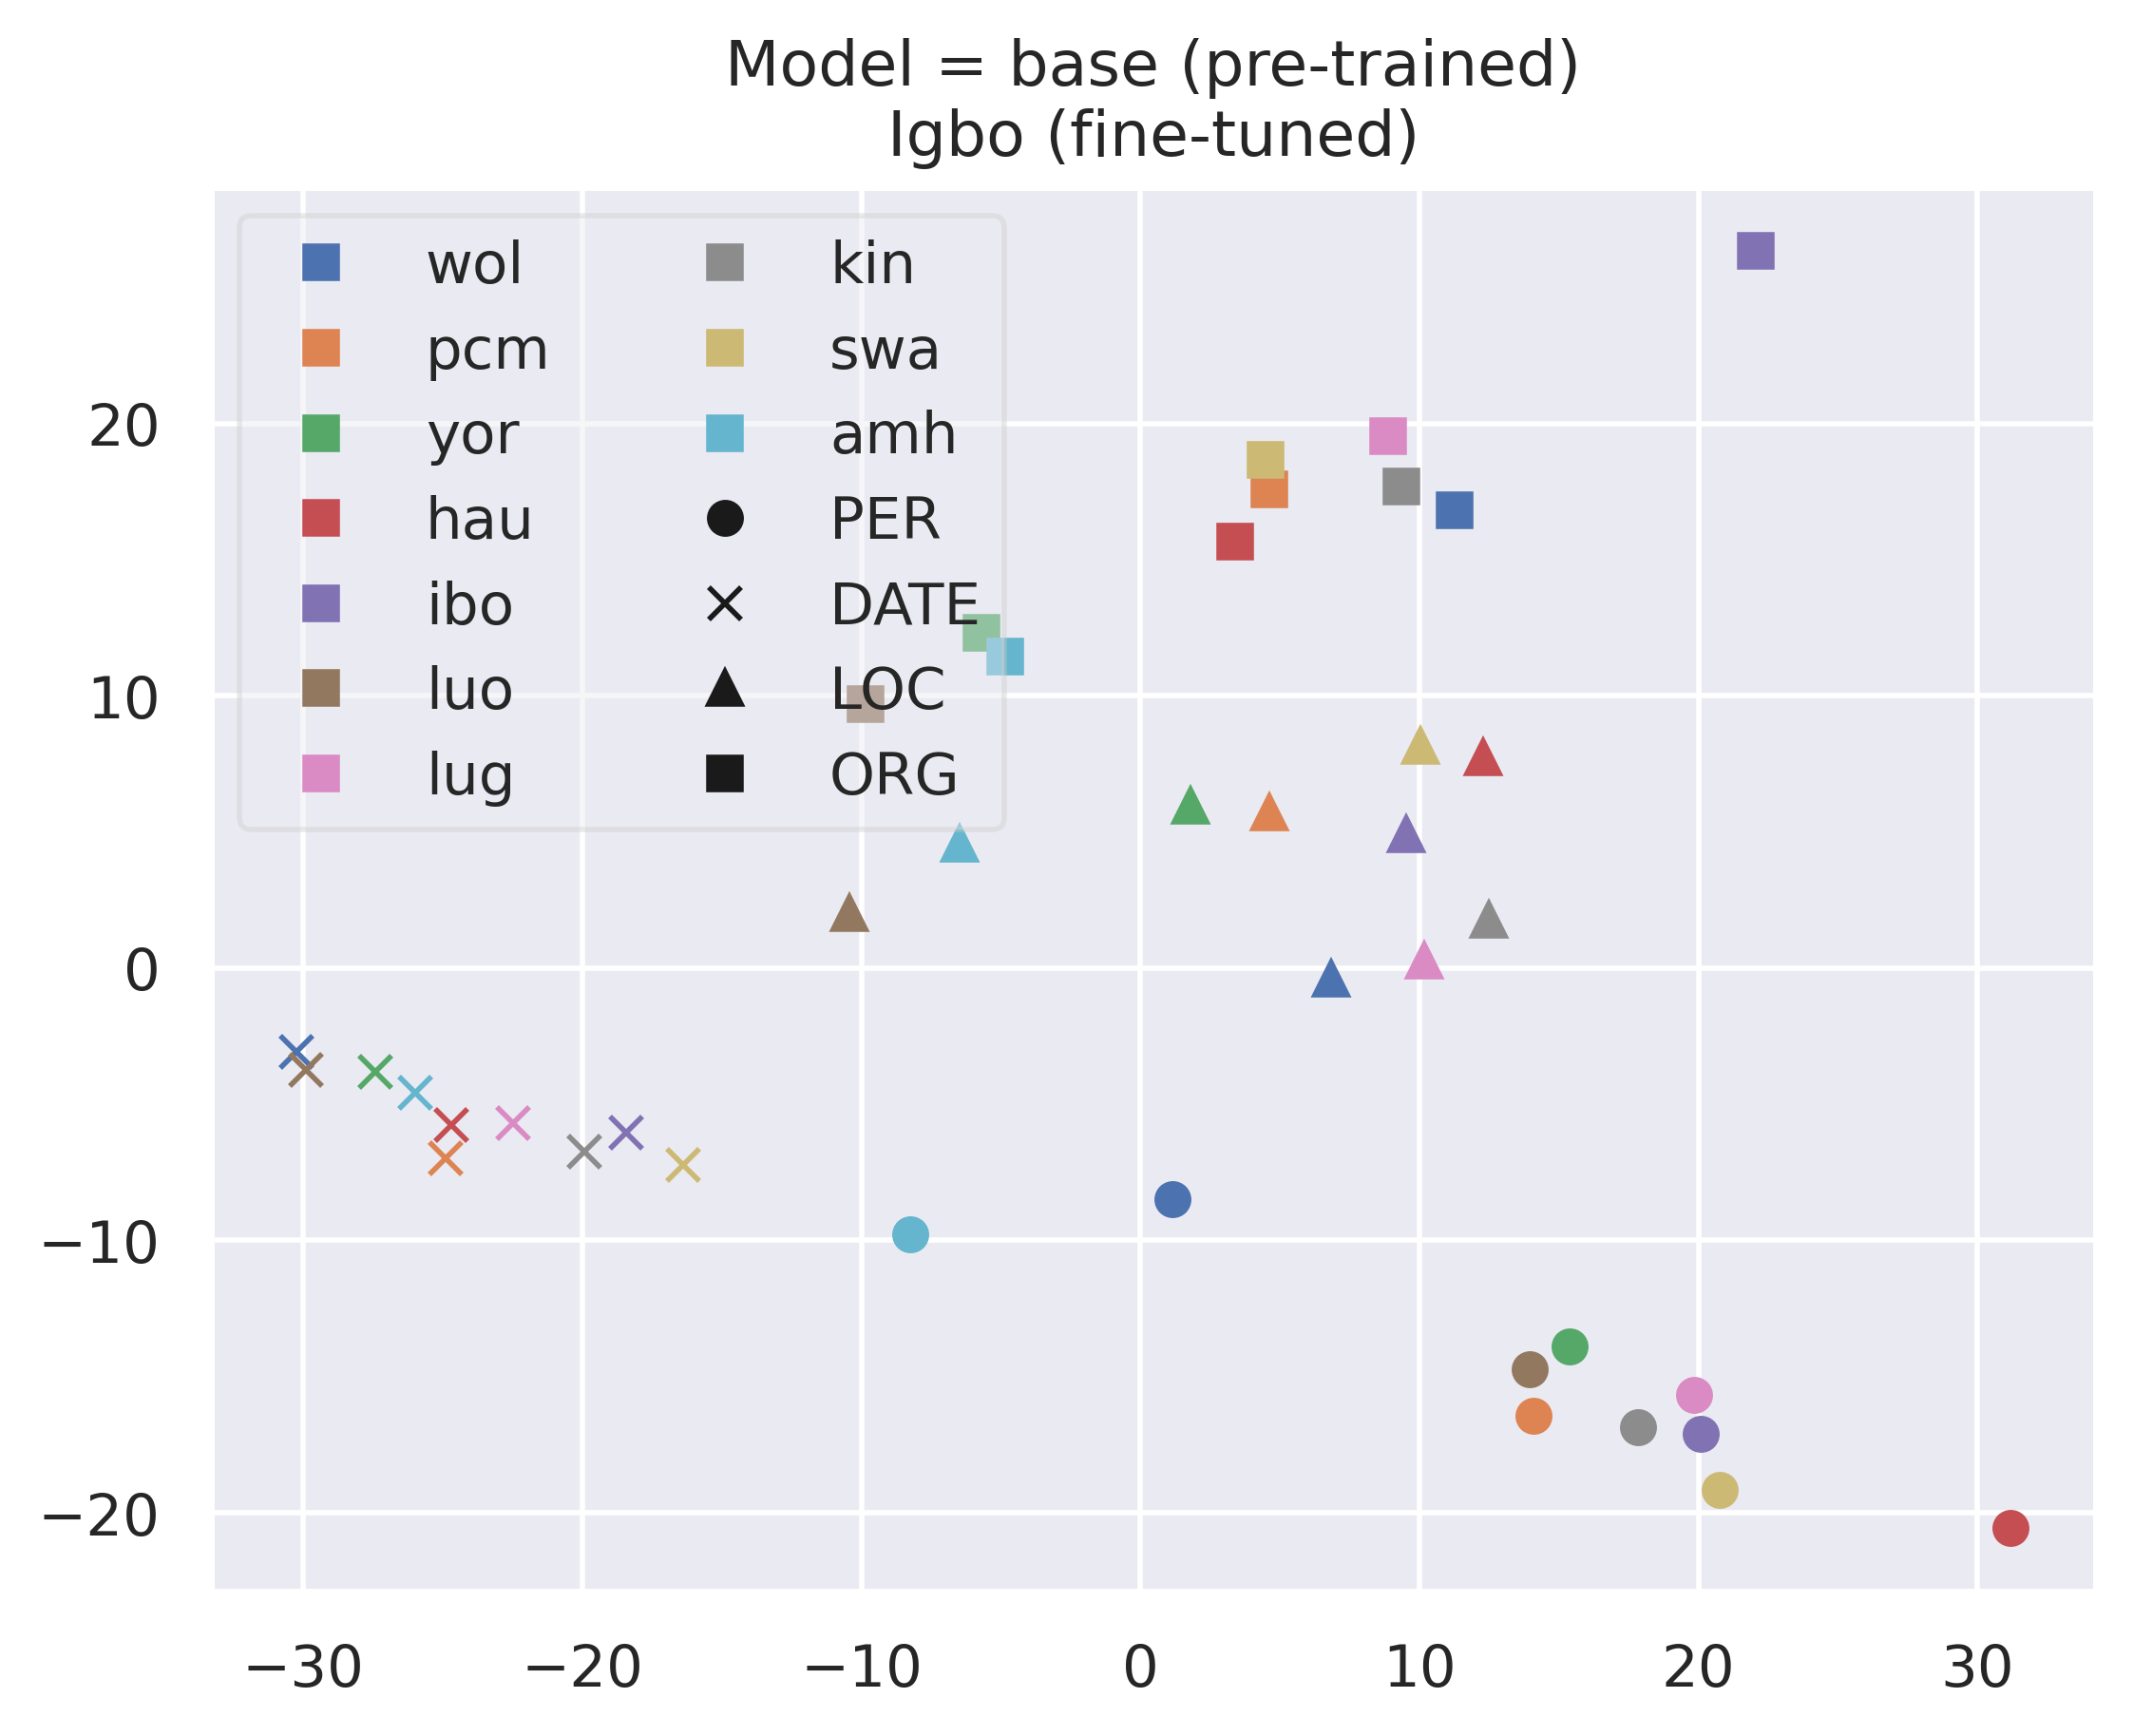 Model = base (pre-trained)
Igbo (fine-tuned)
wol
pcm
yor
hau
ibo
luo
lug
kin
swa
amh
PER
DATE
LOC
ORG
20
10
0
−10
−20
−30 −20 −10 0 10 20 30